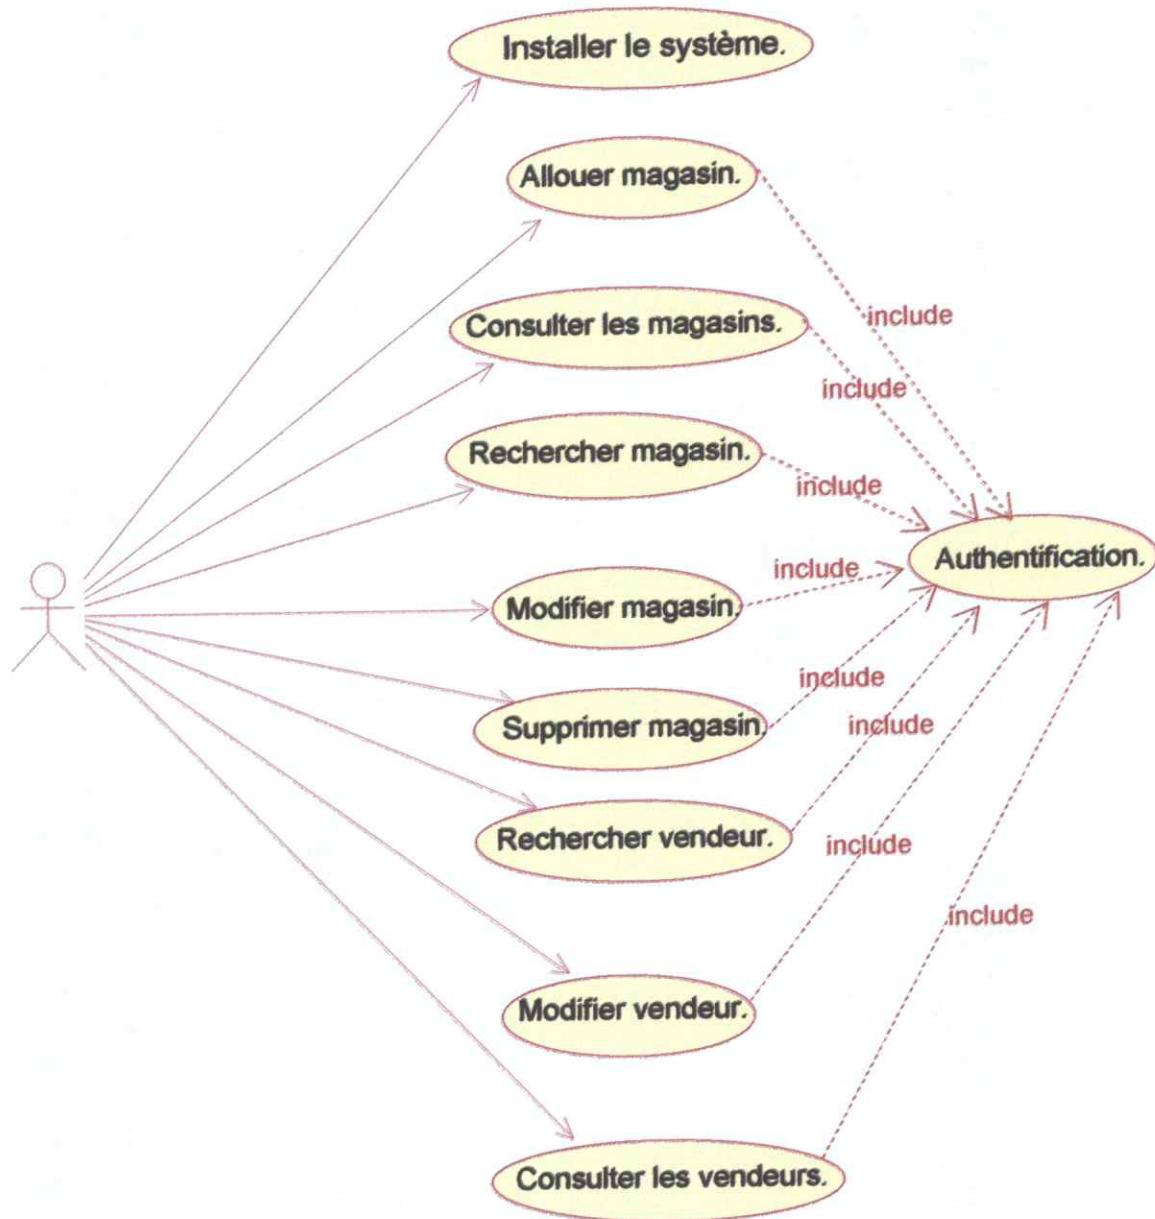 Installer le système.
Allouer magasin.
include
Consulter les magasins.
include
Rechercher magasin.
include
Authentification.
include
Modifier magasin.
include
Supprimer magasin.
include
Rechercher vendeur.
include
include
Modifier vendeur.
Consulter les vendeurs.